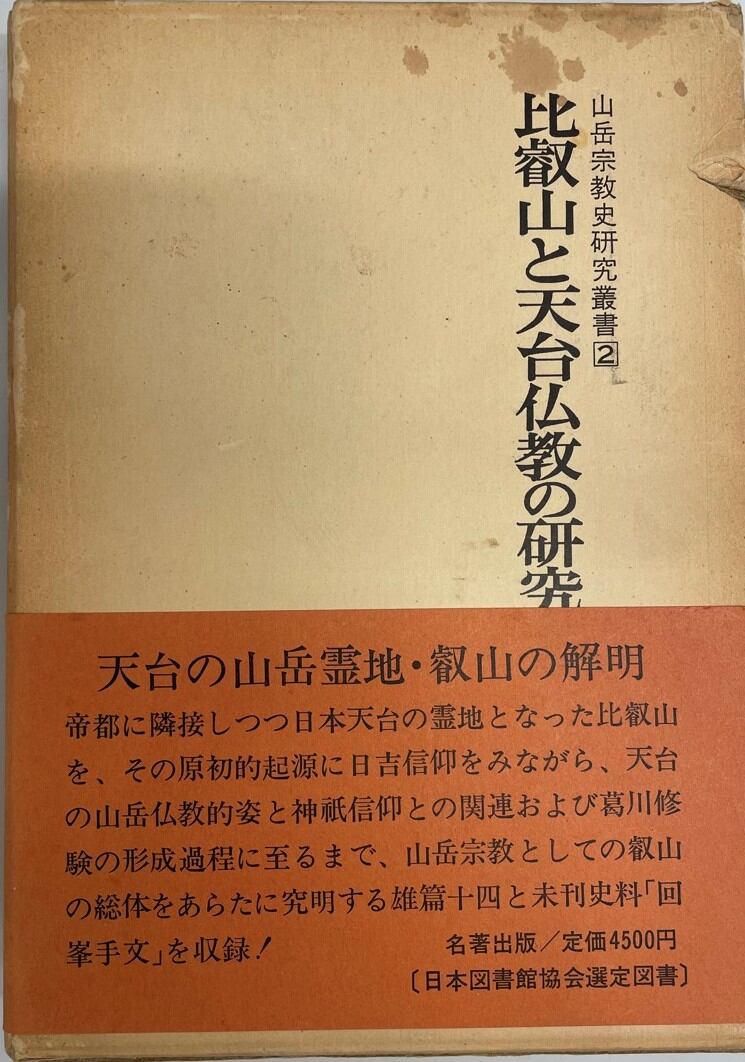 山岳宗教史研究叢書2
比叡山と天台仏教の研究
天台の山岳霊地・叡山の解明
帝都に隣接しつつ日本天台の霊地となった比叡山
を、その原初的起源に日吉信仰をみながら、天台
の山岳仏教的姿と神祇信仰との関連および葛川修
験の形成過程に至るまで、山岳宗教としての叡山
の総体をあらたに究明する雄篇十四と未刊史料「回
峯手文」を収録!
名著出版/定価4500円
〔日本図書館協会選定図書〕